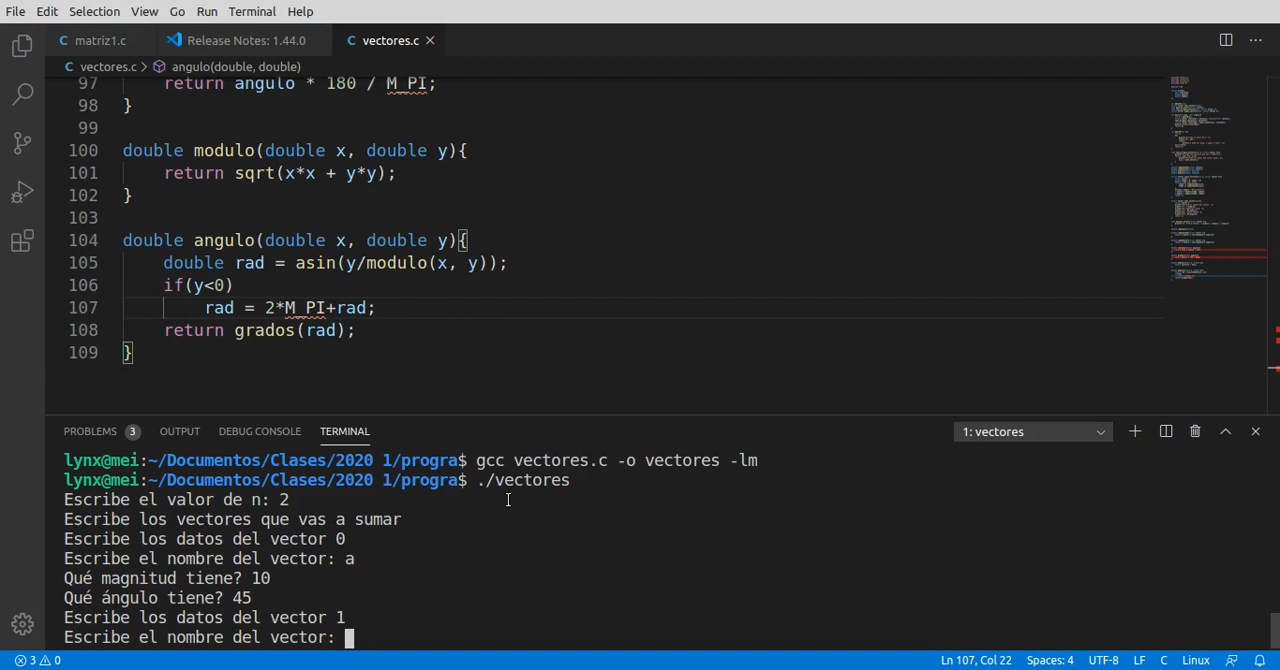 File Edit Selection View Go Run Terminal Help
C matriz1.c Release Notes: 1.44.0 C vectores.c
C vectores.c > angulo(double, double)
97 return angulo * 180 / M_PI;
98 }
99
100 double modulo(double x, double y){
101 return sqrt(x*x + y*y);
102 }
103
104 double angulo(double x, double y){
105 double rad = asin(y/modulo(x, y));
106 if(y<0)
107 rad = 2*M_PI+rad;
108 return grados(rad);
109 }
PROBLEMS 3 OUTPUT DEBUG CONSOLE TERMINAL 1: vectores
lynx@mei:~/Documentos/Clases/2020 1/progra$ gcc vectores.c -o vectores -lm
lynx@mei:~/Documentos/Clases/2020 1/progra$ ./vectores
Escribe el valor de n: 2
Escribe los vectores que vas a sumar
Escribe los datos del vector 0
Escribe el nombre del vector: a
Qué magnitud tiene? 10
Qué ángulo tiene? 45
Escribe los datos del vector 1
Escribe el nombre del vector:
3 0 Ln 107, Col 22 Spaces: 4 UTF-8 LF C Linux